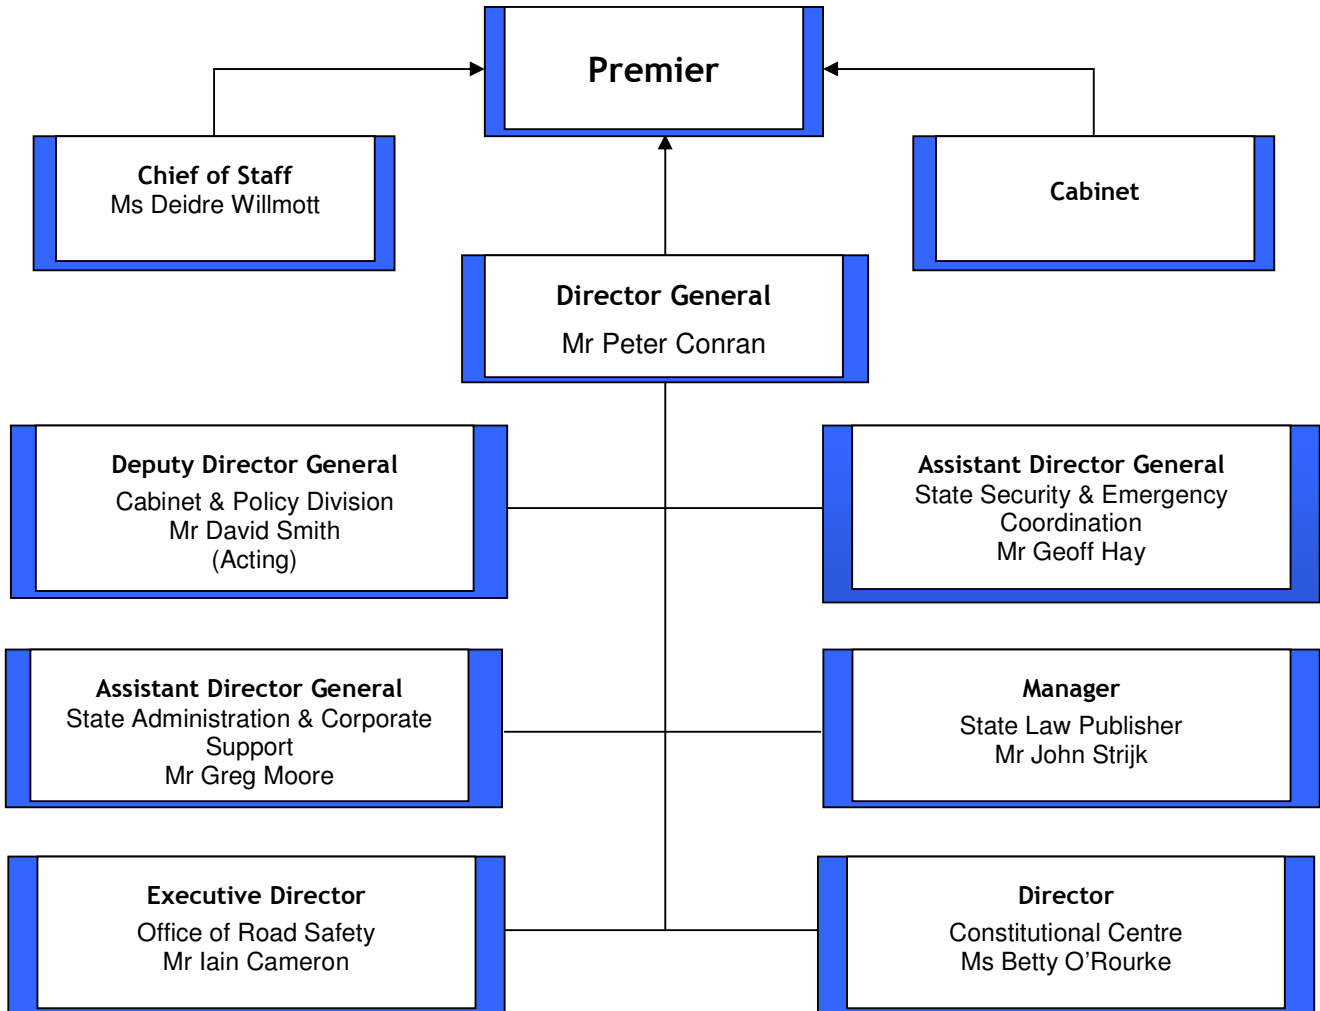 Premier
Chief of Staff
Ms Deidre Willmott
Cabinet
Director General
Mr Peter Conran
Deputy Director General
Cabinet & Policy Division
Mr David Smith
(Acting)
Assistant Director General
State Security & Emergency
Coordination
Mr Geoff Hay
Assistant Director General
State Administration & Corporate
Support
Mr Greg Moore
Manager
State Law Publisher
Mr John Strijk
Executive Director
Office of Road Safety
Mr Iain Cameron
Director
Constitutional Centre
Ms Betty O’Rourke